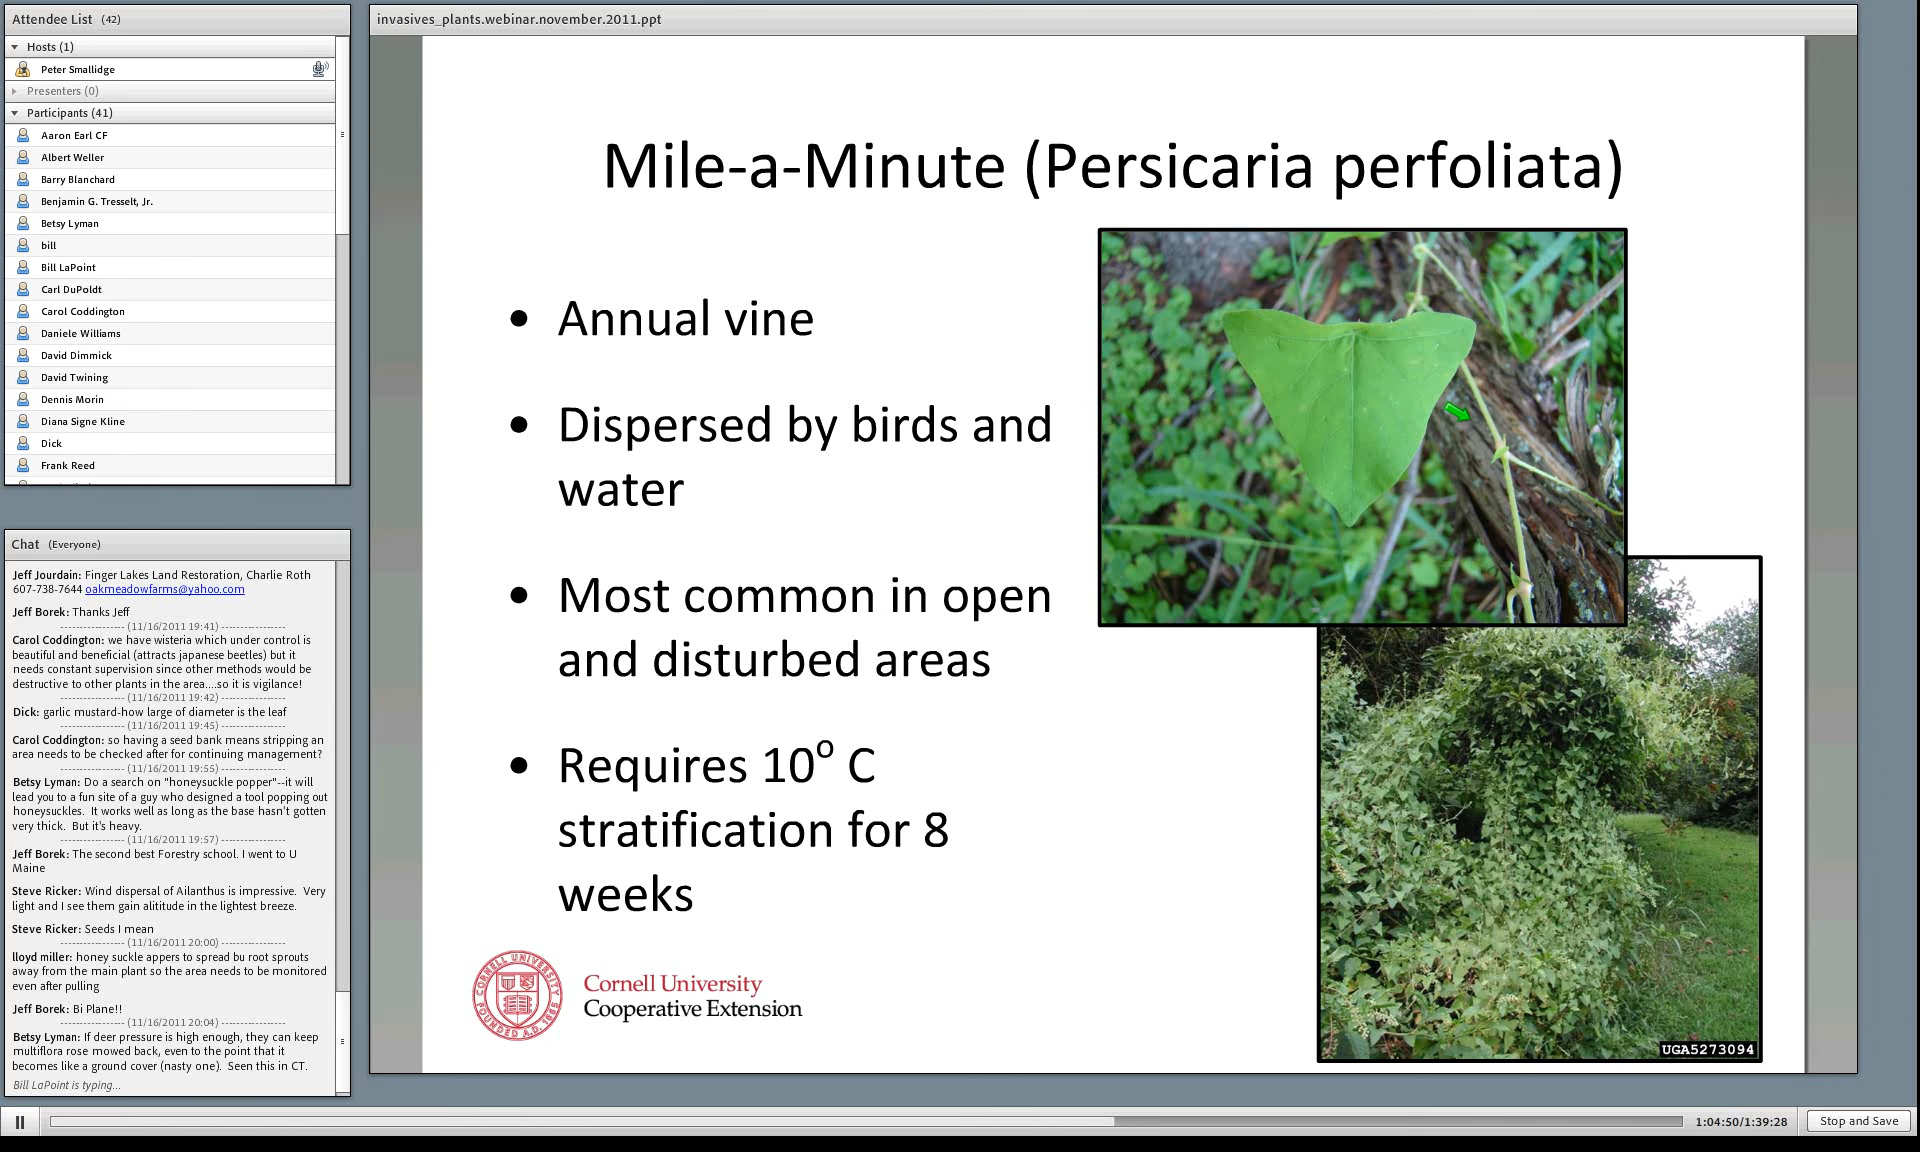 Attendee List (42)
Hosts (1)
Peter Smallidge
Presenters (0)
Participants (41)
Aaron Earl CF
Albert Weller
Barry Blanchard
Benjamin G. Tresselt, Jr.
Betsy Lyman
bill
Bill LaPoint
Carl DuPoldt
Carol Coddington
Daniele Williams
David Dimmick
David Twining
Dennis Morin
Diana Signe Kline
Dick
Frank Reed
Chat (Everyone)
Jeff Jourdain: Finger Lakes Land Restoration, Charlie Roth
607-738-7644 oakmeadowfarms@yahoo.com
Jeff Borek: Thanks Jeff
------------------ (11/16/2011 19:41) ------------------
Carol Coddington: we have wisteria which under control is
beautiful and beneficial (attracts japanese beetles) but it
needs constant supervision since other methods would be
destructive to other plants in the area....so it is vigilance!
------------------ (11/16/2011 19:42) ------------------
Dick: garlic mustard-how large of diameter is the leaf
------------------ (11/16/2011 19:45) ------------------
Carol Coddington: so having a seed bank means stripping an
area needs to be checked after for continuing management?
------------------ (11/16/2011 19:55) ------------------
Betsy Lyman: Do a search on "honeysuckle popper"--it will
lead you to a fun site of a guy who designed a tool popping out
honeysuckles.  It works well as long as the base hasn't gotten
very thick.  But it's heavy.
------------------ (11/16/2011 19:57) ------------------
Jeff Borek: The second best Forestry school. I went to U
Maine
Steve Ricker: Wind dispersal of Ailanthus is impressive.  Very
light and I see them gain alititude in the lightest breeze.
Steve Ricker: Seeds I mean
------------------ (11/16/2011 20:00) ------------------
lloyd miller: honey suckle appers to spread bu root sprouts
away from the main plant so the area needs to be monitored
even after pulling
Jeff Borek: Bi Plane!!
------------------ (11/16/2011 20:04) ------------------
Betsy Lyman: If deer pressure is high enough, they can keep
multiflora rose mowed back, even to the point that it
becomes like a ground cover (nasty one).  Seen this in CT.
Bill LaPoint is typing...
invasives_plants.webinar.november.2011.ppt
Mile-a-Minute (Persicaria perfoliata)
• Annual vine
• Dispersed by birds and
water
• Most common in open
and disturbed areas
• Requires 10° C
stratification for 8
weeks
CORNELL UNIVERSITY
FOUNDED A.D. 1865
Cornell University
Cooperative Extension
UGA5273094
1:04:50/1:39:28
Stop and Save